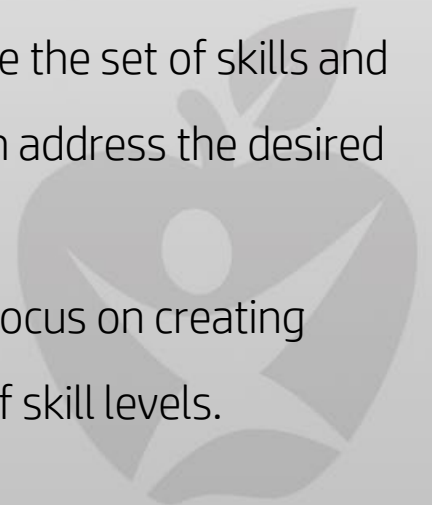 e the set of skills and
address the desired
ocus on creating
f skill levels.